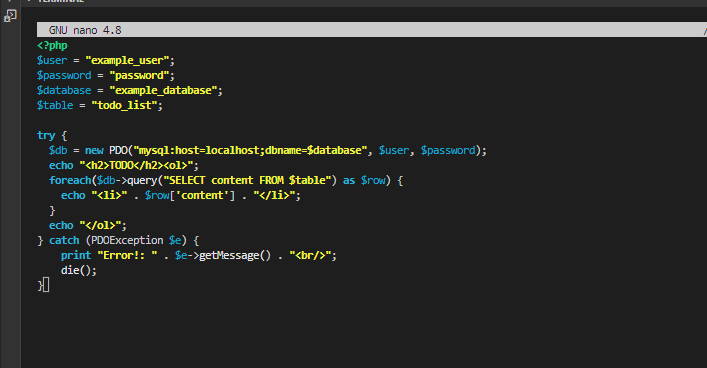 TERMINAL
GNU nano 4.8
<?php
$user = "example_user";
$password = "password";
$database = "example_database";
$table = "todo_list";
try {
  $db = new PDO("mysql:host=localhost;dbname=$database", $user, $password);
  echo "<h2>TODO</h2><ol>";
  foreach($db->query("SELECT content FROM $table") as $row) {
    echo "<li>" . $row['content'] . "</li>";
  }
  echo "</ol>";
} catch (PDOException $e) {
    print "Error!: " . $e->getMessage() . "<br/>";
    die();
}